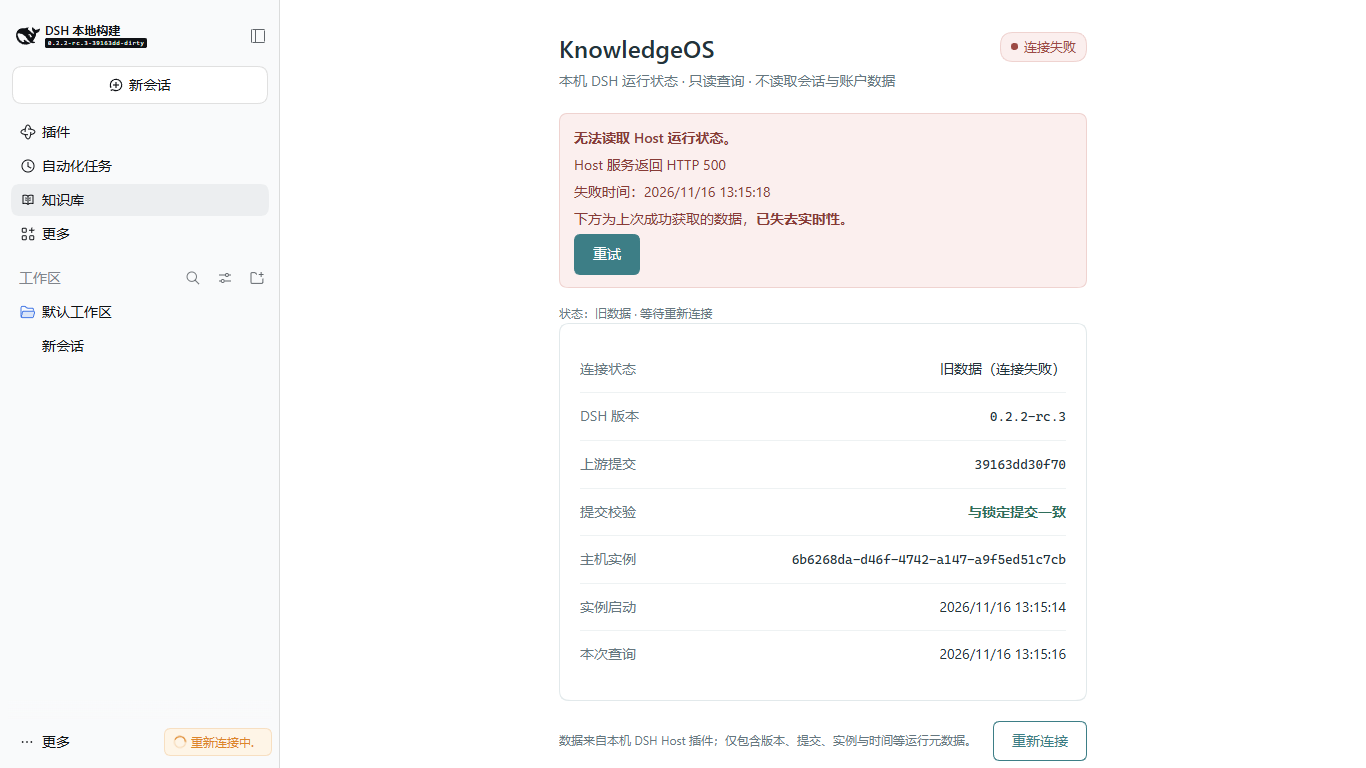 DSH 本地构建
0.2.2-rc.3-39163dd-dirty
新会话
插件
自动化任务
知识库
更多
工作区
默认工作区
新会话
更多
重新连接中.
KnowledgeOS
连接失败
本机 DSH 运行状态 · 只读查询 · 不读取会话与账户数据
无法读取 Host 运行状态。
Host 服务返回 HTTP 500
失败时间：2026/11/16 13:15:18
下方为上次成功获取的数据，已失去实时性。
重试
状态：旧数据 · 等待重新连接
连接状态 旧数据（连接失败）
DSH 版本 0.2.2-rc.3
上游提交 39163dd30f70
提交校验 与锁定提交一致
主机实例 6b6268da-d46f-4742-a147-a9f5ed51c7cb
实例启动 2026/11/16 13:15:14
本次查询 2026/11/16 13:15:16
数据来自本机 DSH Host 插件；仅包含版本、提交、实例与时间等运行元数据。
重新连接